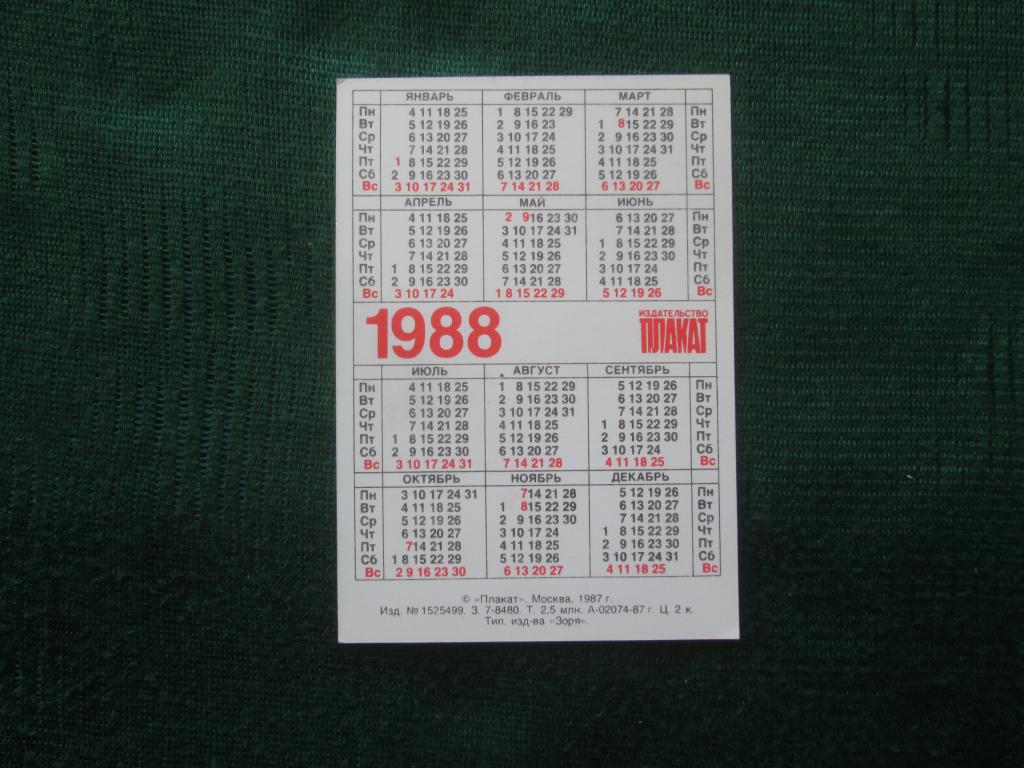 ЯНВАРЬ ФЕВРАЛЬ МАРТ
Пн 4 11 18 25 1 8 15 22 29 7 14 21 28 Пн
Вт 5 12 19 26 2 9 16 23 1 8 15 22 29 Вт
Ср 6 13 20 27 3 10 17 24 2 9 16 23 30 Ср
Чт 7 14 21 28 4 11 18 25 3 10 17 24 31 Чт
Пт 1 8 15 22 29 5 12 19 26 4 11 18 25 Пт
Сб 2 9 16 23 30 6 13 20 27 5 12 19 26 Сб
Вс 3 10 17 24 31 7 14 21 28 6 13 20 27 Вс
АПРЕЛЬ МАЙ ИЮНЬ
Пн 4 11 18 25 2 9 16 23 30 6 13 20 27 Пн
Вт 5 12 19 26 3 10 17 24 31 7 14 21 28 Вт
Ср 6 13 20 27 4 11 18 25 1 8 15 22 29 Ср
Чт 7 14 21 28 5 12 19 26 2 9 16 23 30 Чт
Пт 1 8 15 22 29 6 13 20 27 3 10 17 24 Пт
Сб 2 9 16 23 30 7 14 21 28 4 11 18 25 Сб
Вс 3 10 17 24 1 8 15 22 29 5 12 19 26 Вс
1988 ИЗДАТЕЛЬСТВО
ПЛАКАТ
ИЮЛЬ АВГУСТ СЕНТЯБРЬ
Пн 4 11 18 25 1 8 15 22 29 5 12 19 26 Пн
Вт 5 12 19 26 2 9 16 23 30 6 13 20 27 Вт
Ср 6 13 20 27 3 10 17 24 31 7 14 21 28 Ср
Чт 7 14 21 28 4 11 18 25 1 8 15 22 29 Чт
Пт 1 8 15 22 29 5 12 19 26 2 9 16 23 30 Пт
Сб 2 9 16 23 30 6 13 20 27 3 10 17 24 Сб
Вс 3 10 17 24 31 7 14 21 28 4 11 18 25 Вс
ОКТЯБРЬ НОЯБРЬ ДЕКАБРЬ
Пн 3 10 17 24 31 7 14 21 28 5 12 19 26 Пн
Вт 4 11 18 25 1 8 15 22 29 6 13 20 27 Вт
Ср 5 12 19 26 2 9 16 23 30 7 14 21 28 Ср
Чт 6 13 20 27 3 10 17 24 1 8 15 22 29 Чт
Пт 7 14 21 28 4 11 18 25 2 9 16 23 30 Пт
Сб 1 8 15 22 29 5 12 19 26 3 10 17 24 31 Сб
Вс 2 9 16 23 30 6 13 20 27 4 11 18 25 Вс
© «Плакат». Москва, 1987 г.
Изд. № 1525499. З. 7-8480. Т. 2,5 млн. А-02074-87 г. Ц. 2 к.
Тип. изд-ва «Зоря».